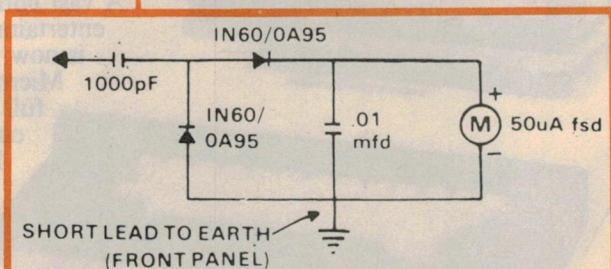 IN60/0A95
1000pF
IN60/
0A95
.01
mfd
+
M
50uA fsd
–
SHORT LEAD TO EARTH
(FRONT PANEL)